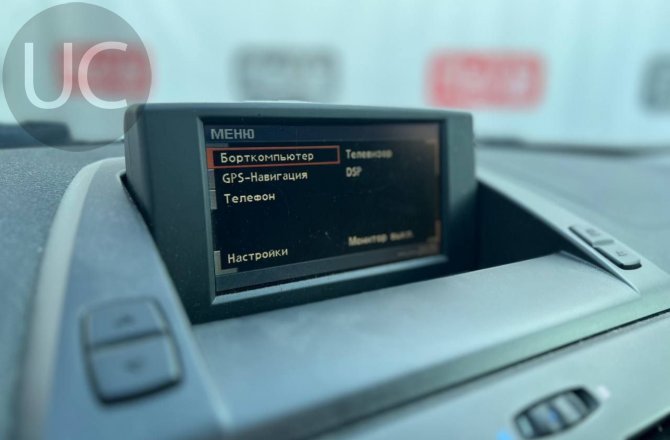 UC
МЕНЮ
Борткомпьютер Телевизор
GPS-Навигация DSP
Телефон
Монитор выкл.
Настройки